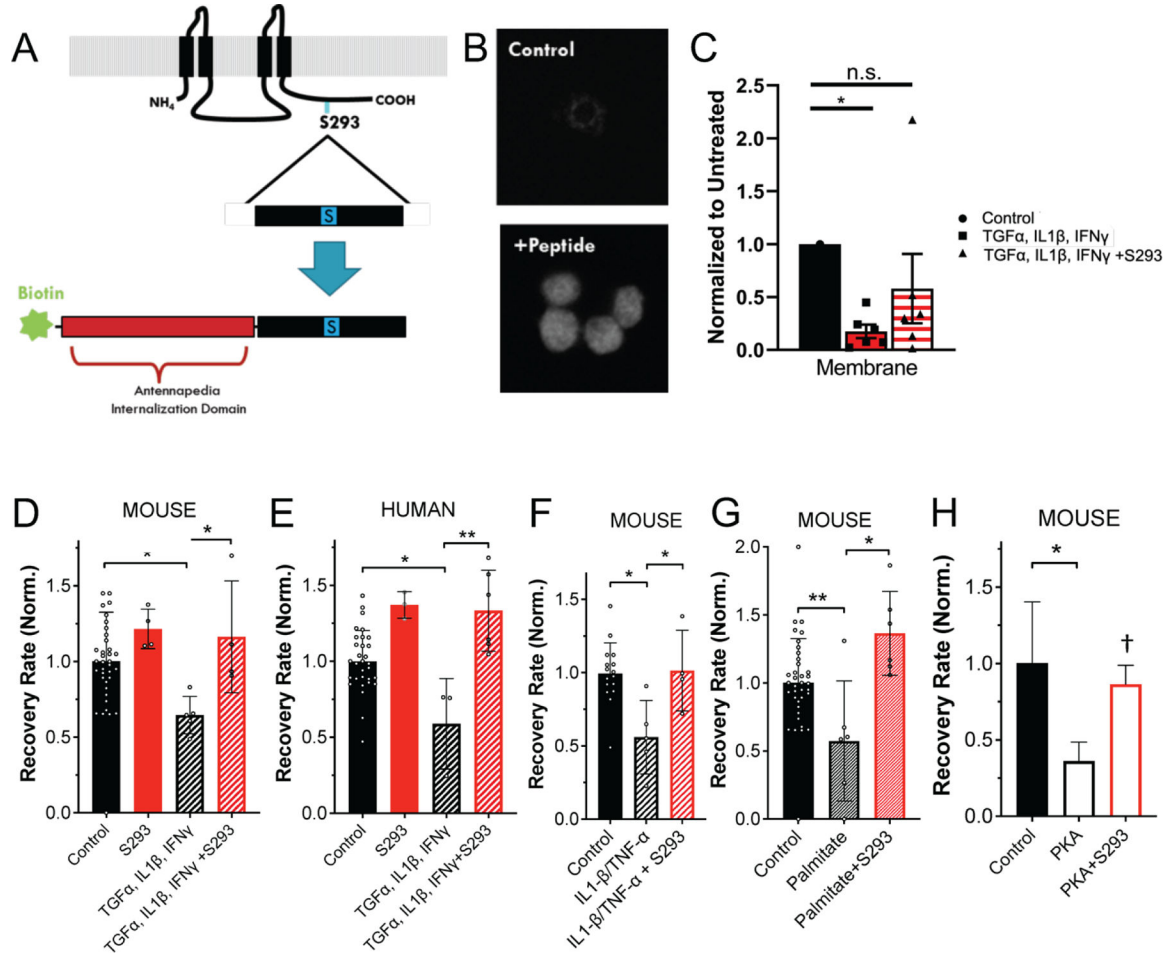 A
NH4
COOH
S293
S
Biotin
S
Antennapedia
Internalization Domain
B
Control
+Peptide
C
n.s.
*
Normalized to Untreated
2.5
2.0
1.5
1.0
0.5
0.0
Membrane
Control
TGFα, IL1β, IFNγ
TGFα, IL1β, IFNγ +S293
D
MOUSE
*
*
Recovery Rate (Norm.)
1.5
1.0
0.5
0.0
Control
S293
TGFα, IL1β, IFNγ
TGFα, IL1β, IFNγ +S293
E
HUMAN
**
*
Recovery Rate (Norm.)
1.5
1.0
0.5
0.0
Control
S293
TGFα, IL1β, IFNγ
TGFα, IL1β, IFNγ+S293
F
MOUSE
*
*
Recovery Rate (Norm.)
1.5
1.0
0.5
0.0
Control
IL1-β/TNF-α
IL1-β/TNF-α + S293
G
MOUSE
*
**
Recovery Rate (Norm.)
2.0
1.5
1.0
0.5
0.0
Control
Palmitate
Palmitate+S293
H
MOUSE
*
†
Recovery Rate (Norm.)
1.5
1.0
0.5
0.0
Control
PKA
PKA+S293